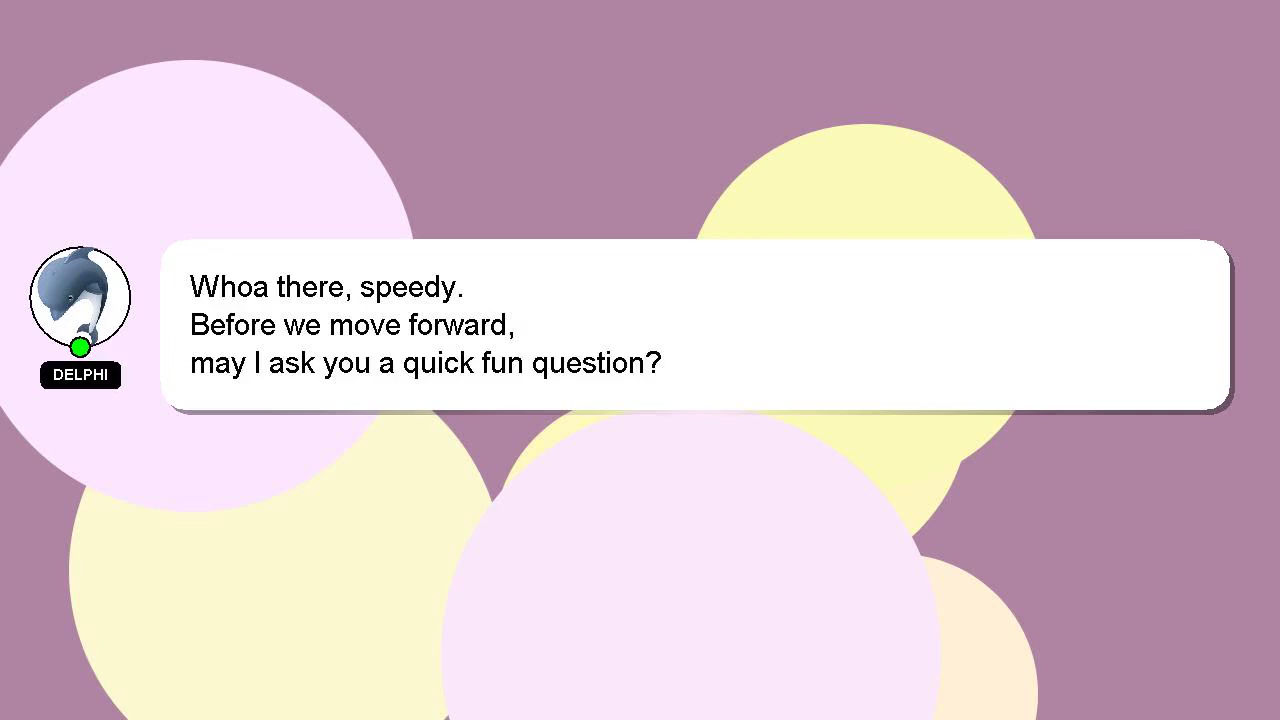 Whoa there, speedy.
Before we move forward,
may I ask you a quick fun question?
DELPHI